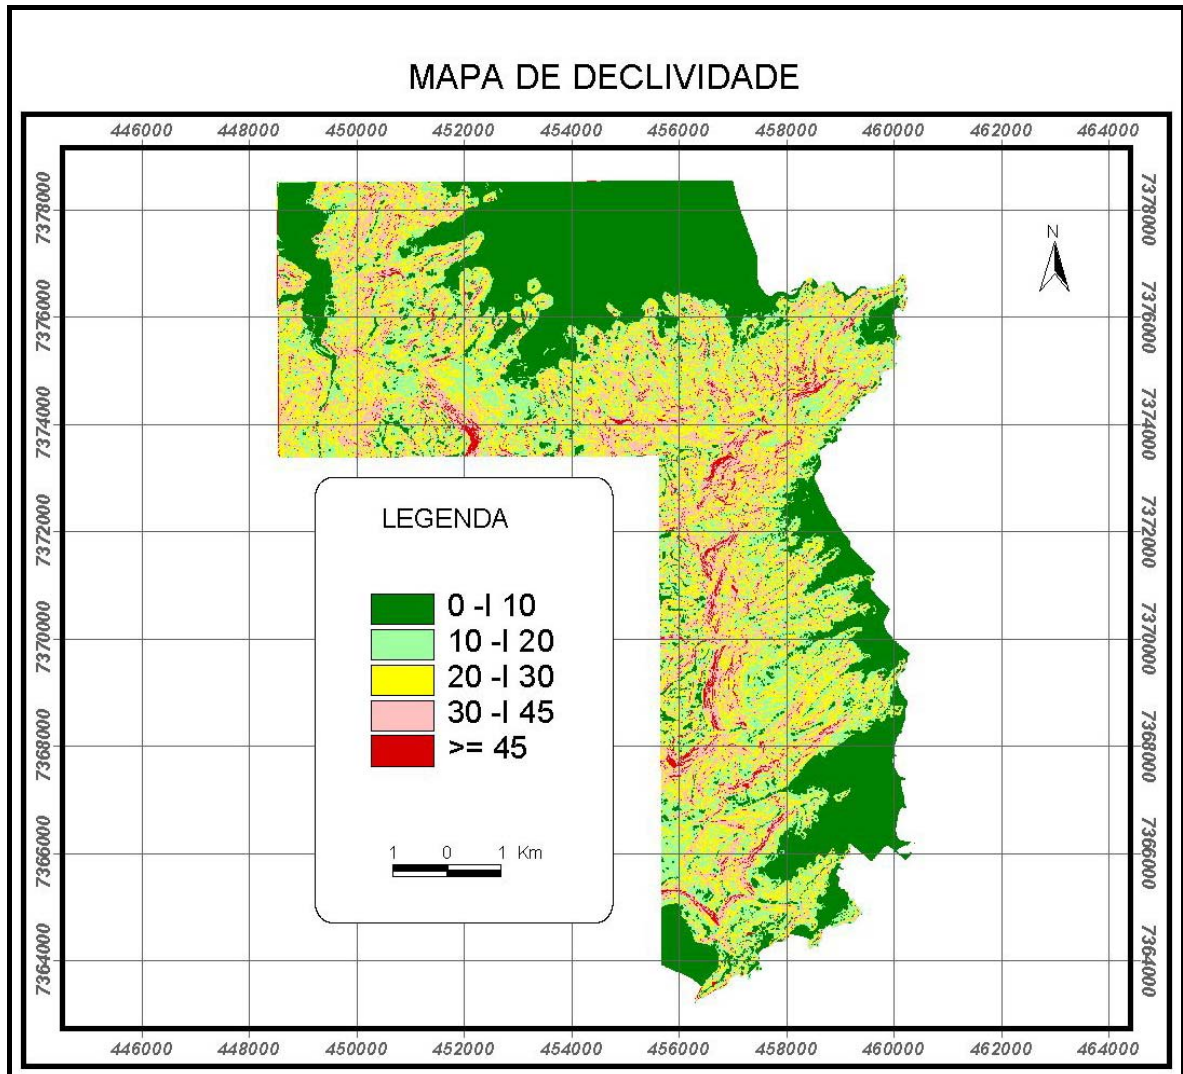 MAPA DE DECLIVIDADE
446000 448000 450000 452000 454000 456000 458000 460000 462000 464000
7378000 7378000
N
7376000 7376000
7374000 7374000
LEGENDA
7372000 7372000
0 -I 10
10 -I 20
7370000 7370000
20 -I 30
30 -I 45
>= 45
7368000 7368000
1 0 1 Km
7366000 7366000
7364000 7364000
446000 448000 450000 452000 454000 456000 458000 460000 462000 464000